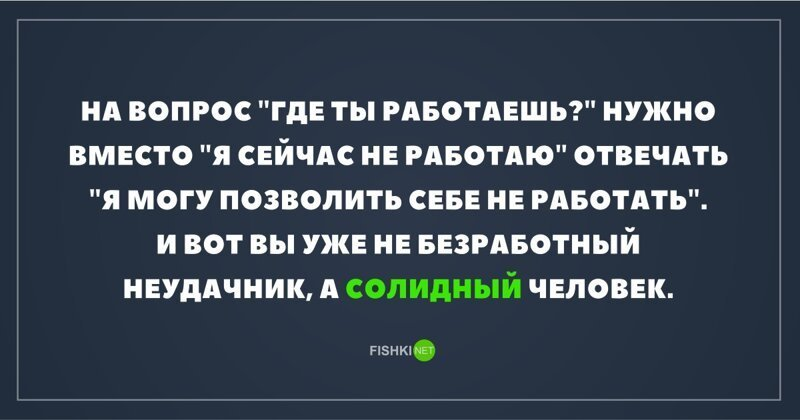 НА ВОПРОС "ГДЕ ТЫ РАБОТАЕШЬ?" НУЖНО
ВМЕСТО "Я СЕЙЧАС НЕ РАБОТАЮ" ОТВЕЧАТЬ
"Я МОГУ ПОЗВОЛИТЬ СЕБЕ НЕ РАБОТАТЬ".
И ВОТ ВЫ УЖЕ НЕ БЕЗРАБОТНЫЙ
НЕУДАЧНИК, А СОЛИДНЫЙ ЧЕЛОВЕК.
FISHKI NET